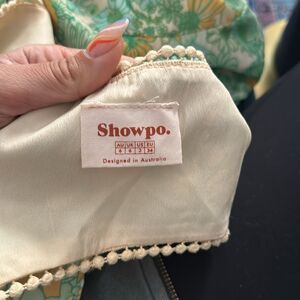 Showpo.
AU UK US EU
6 6 2 34
Designed in Australia